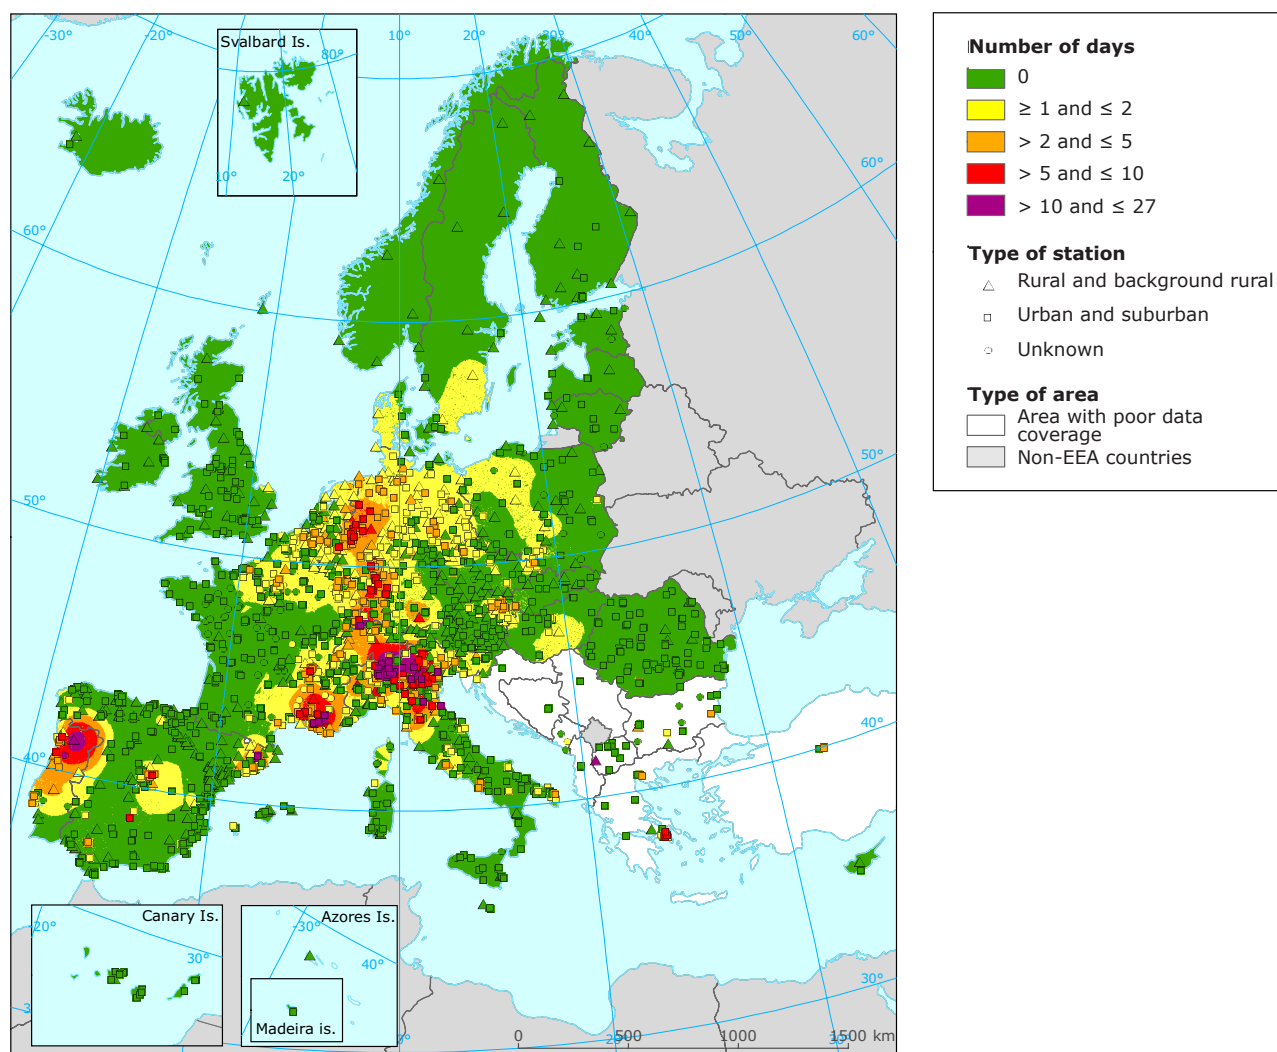 -30°
-20°
10°
20°
30°
40°
50°
60°
Svalbard Is.
80°
10°
20°
60°
60°
50°
50°
40°
40°
Canary Is.
20°
30°
Azores Is.
-30°
40°
Madeira is.
30°
0
500
1000
1500 km
Number of days
0
≥ 1 and ≤ 2
> 2 and ≤ 5
> 5 and ≤ 10
> 10 and ≤ 27
Type of station
Rural and background rural
Urban and suburban
Unknown
Type of area
Area with poor data
coverage
Non-EEA countries